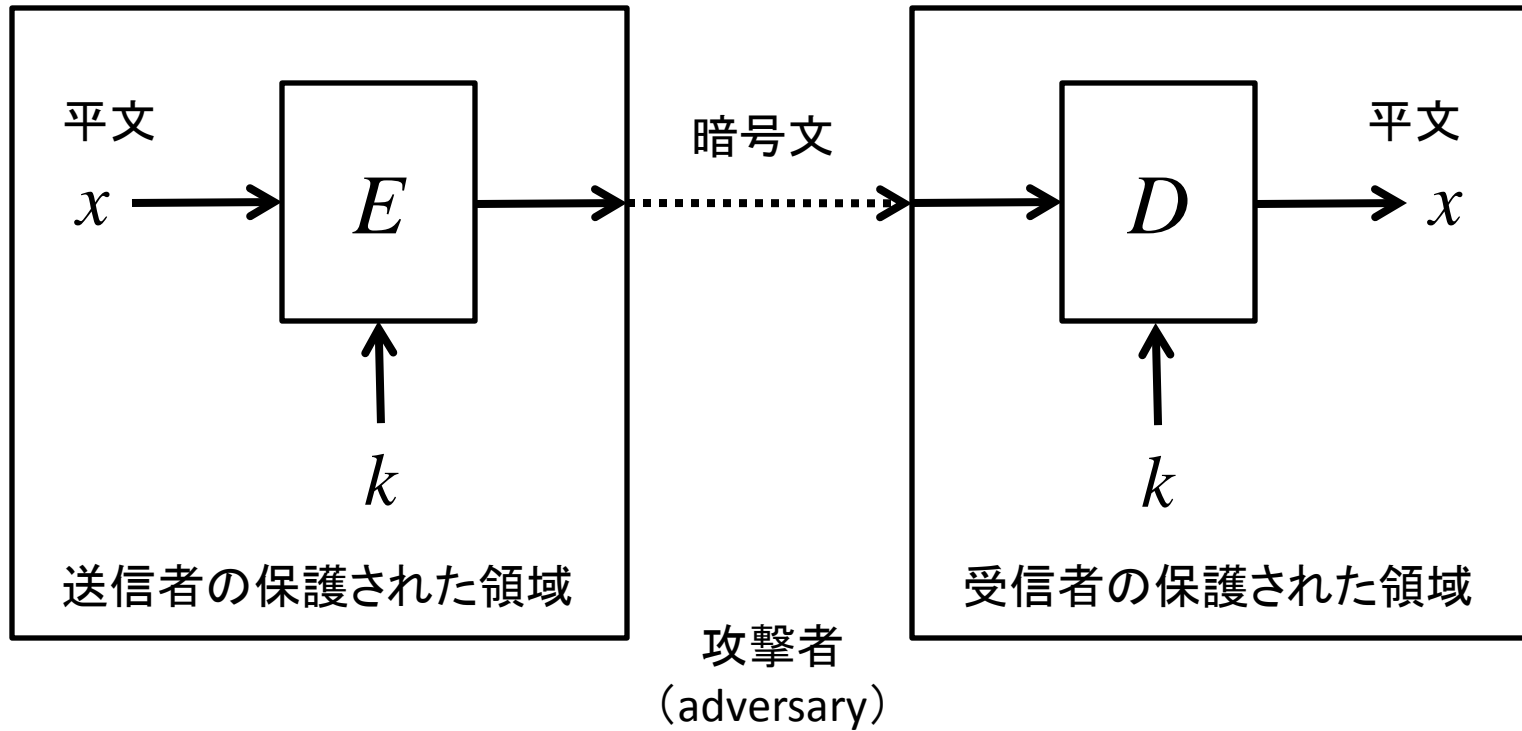 平文
x
E
k
送信者の保護された領域
暗号文
攻撃者
(adversary)
平文
D
x
k
受信者の保護された領域